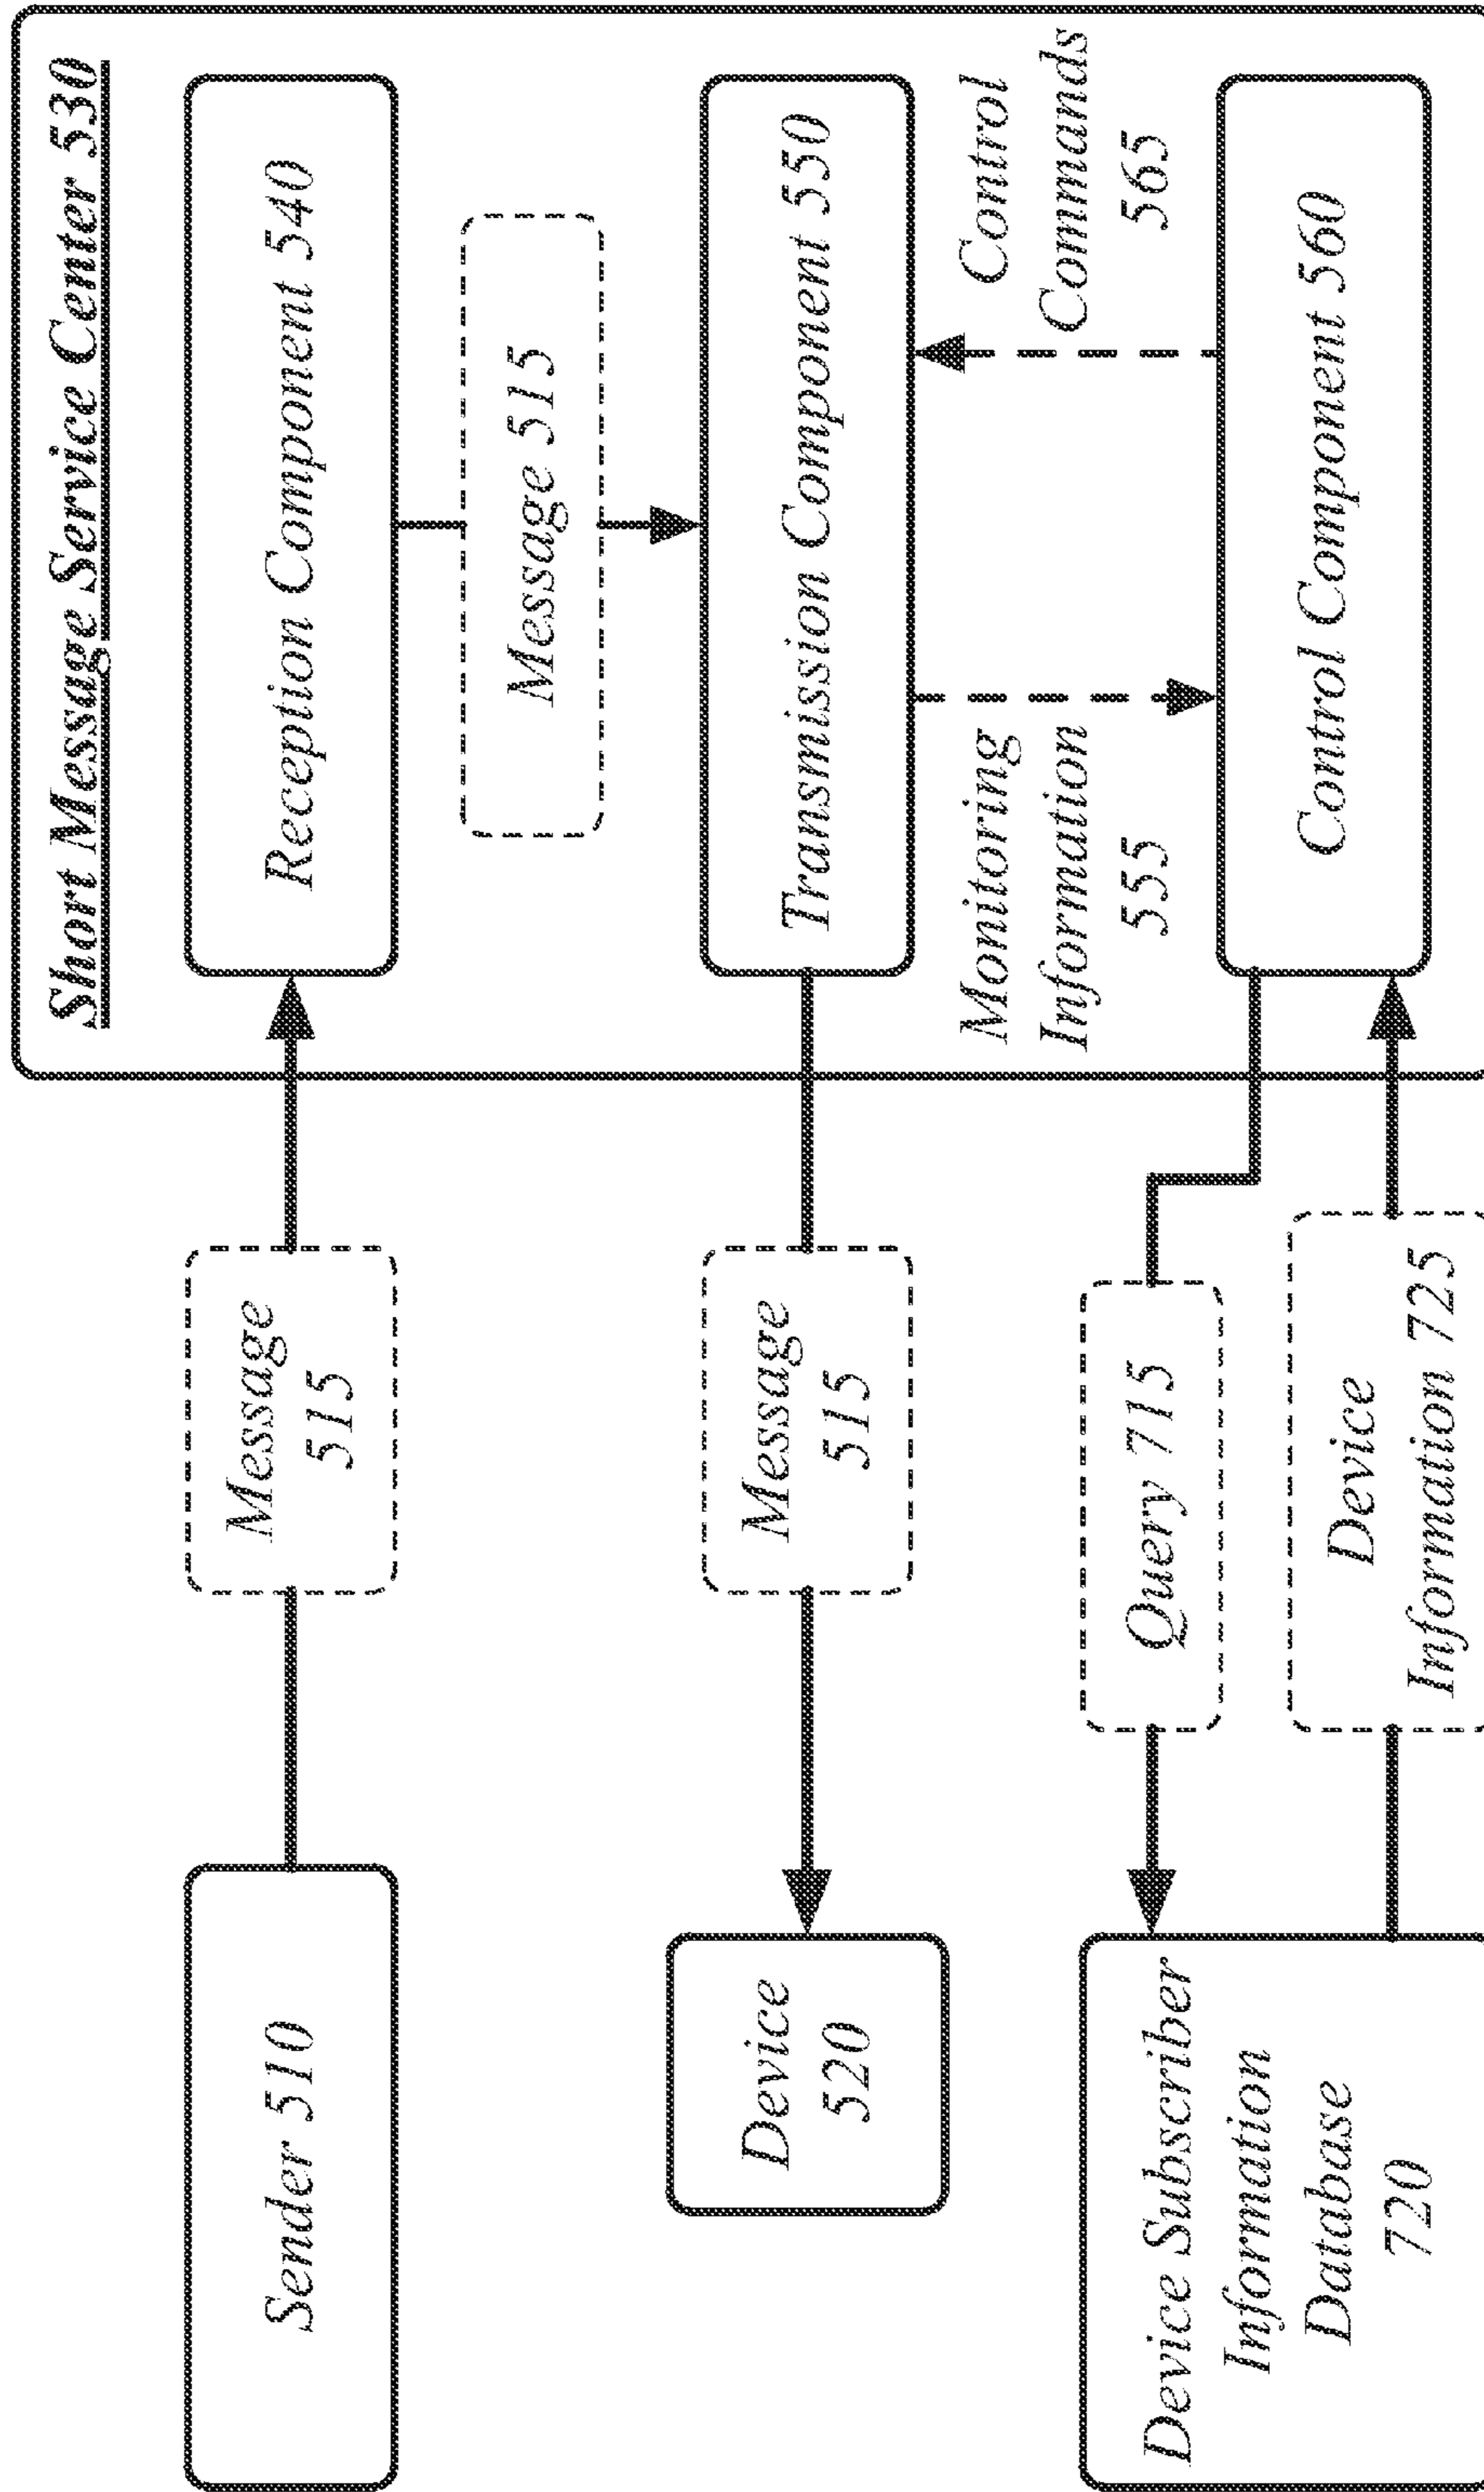 Short Message Service Center 530
Sender 510
Message
515
Reception Component 540
Message 515
Device
520
Message
515
Transmission Component 550
Monitoring
Information
555
Control
Commands
565
Device Subscriber
Information
Database
720
Query 715
Device
Information 725
Control Component 560